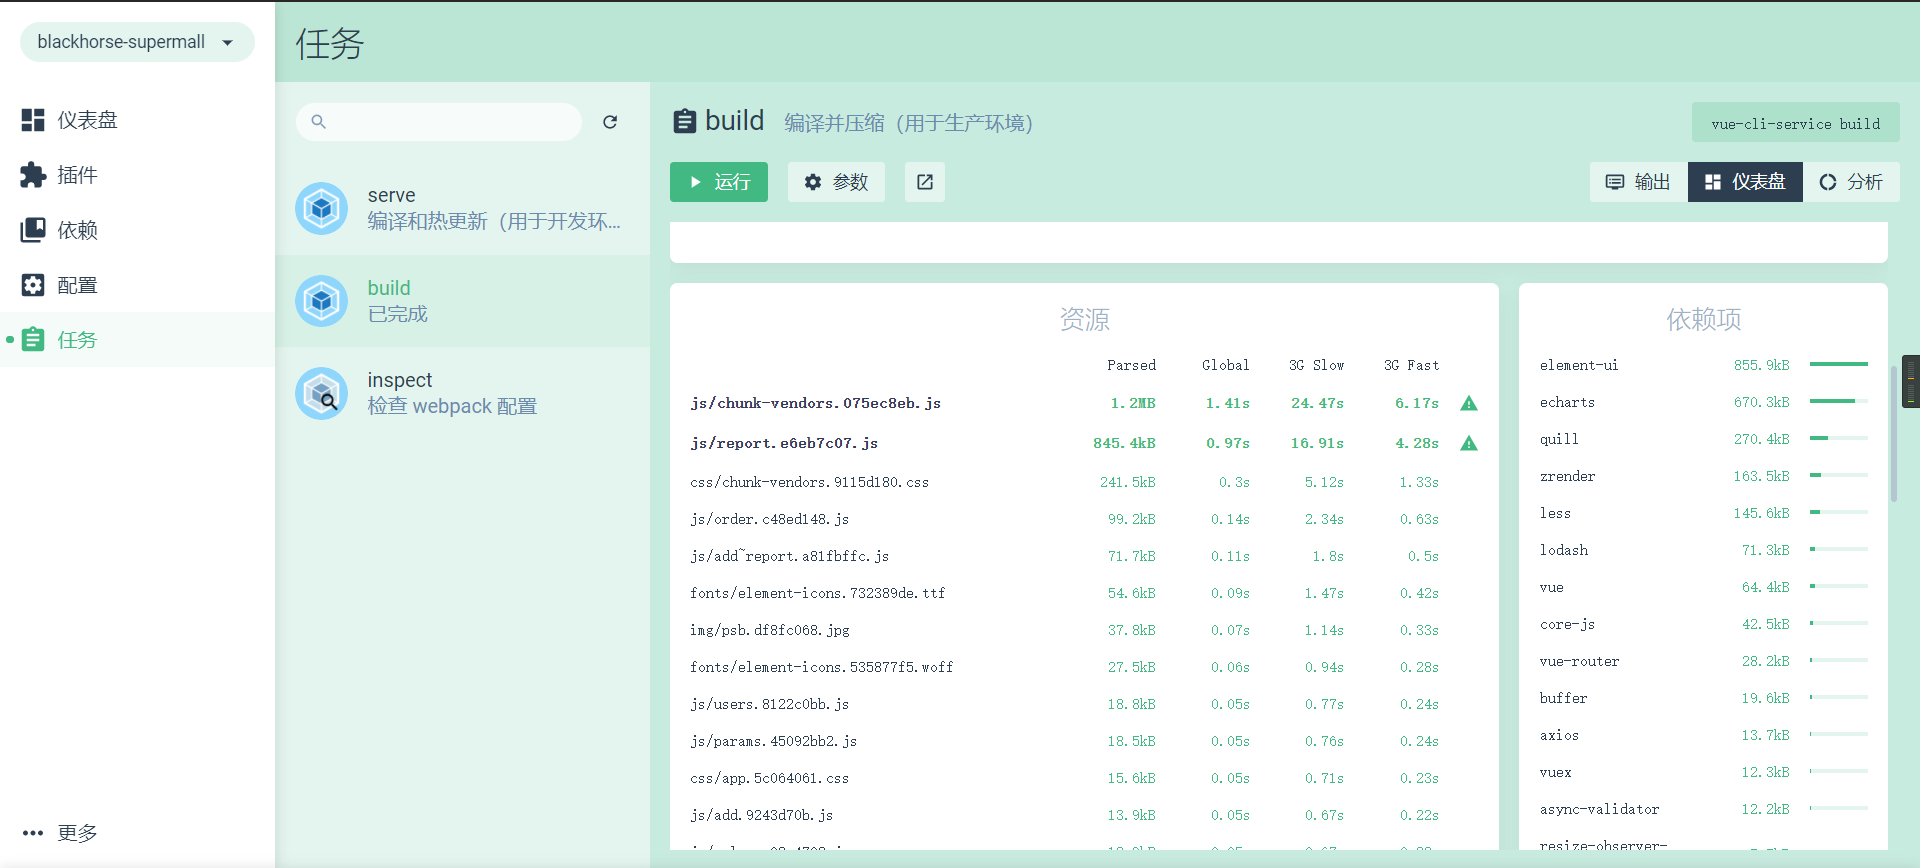 blackhorse-supermall
任务
仪表盘
插件
依赖
配置
任务
更多
serve
编译和热更新（用于开发环...
build
已完成
inspect
检查 webpack 配置
build 编译并压缩（用于生产环境）
vue-cli-service build
运行 参数
输出 仪表盘 分析
资源
Parsed Global 3G Slow 3G Fast
js/chunk-vendors.075ec8eb.js 1.2MB 1.41s 24.47s 6.17s
js/report.e6eb7c07.js 845.4kB 0.97s 16.91s 4.28s
css/chunk-vendors.9115d180.css 241.5kB 0.3s 5.12s 1.33s
js/order.c48ed148.js 99.2kB 0.14s 2.34s 0.63s
js/add~report.a81fbffc.js 71.7kB 0.11s 1.8s 0.5s
fonts/element-icons.732389de.ttf 54.6kB 0.09s 1.47s 0.42s
img/psb.df8fc068.jpg 37.8kB 0.07s 1.14s 0.33s
fonts/element-icons.535877f5.woff 27.5kB 0.06s 0.94s 0.28s
js/users.8122c0bb.js 18.8kB 0.05s 0.77s 0.24s
js/params.45092bb2.js 18.5kB 0.05s 0.76s 0.24s
css/app.5c064061.css 15.6kB 0.05s 0.71s 0.23s
js/add.9243d70b.js 13.9kB 0.05s 0.67s 0.22s
依赖项
element-ui 855.9kB
echarts 670.3kB
quill 270.4kB
zrender 163.5kB
less 145.6kB
lodash 71.3kB
vue 64.4kB
core-js 42.5kB
vue-router 28.2kB
buffer 19.6kB
axios 13.7kB
vuex 12.3kB
async-validator 12.2kB
resize-observer-